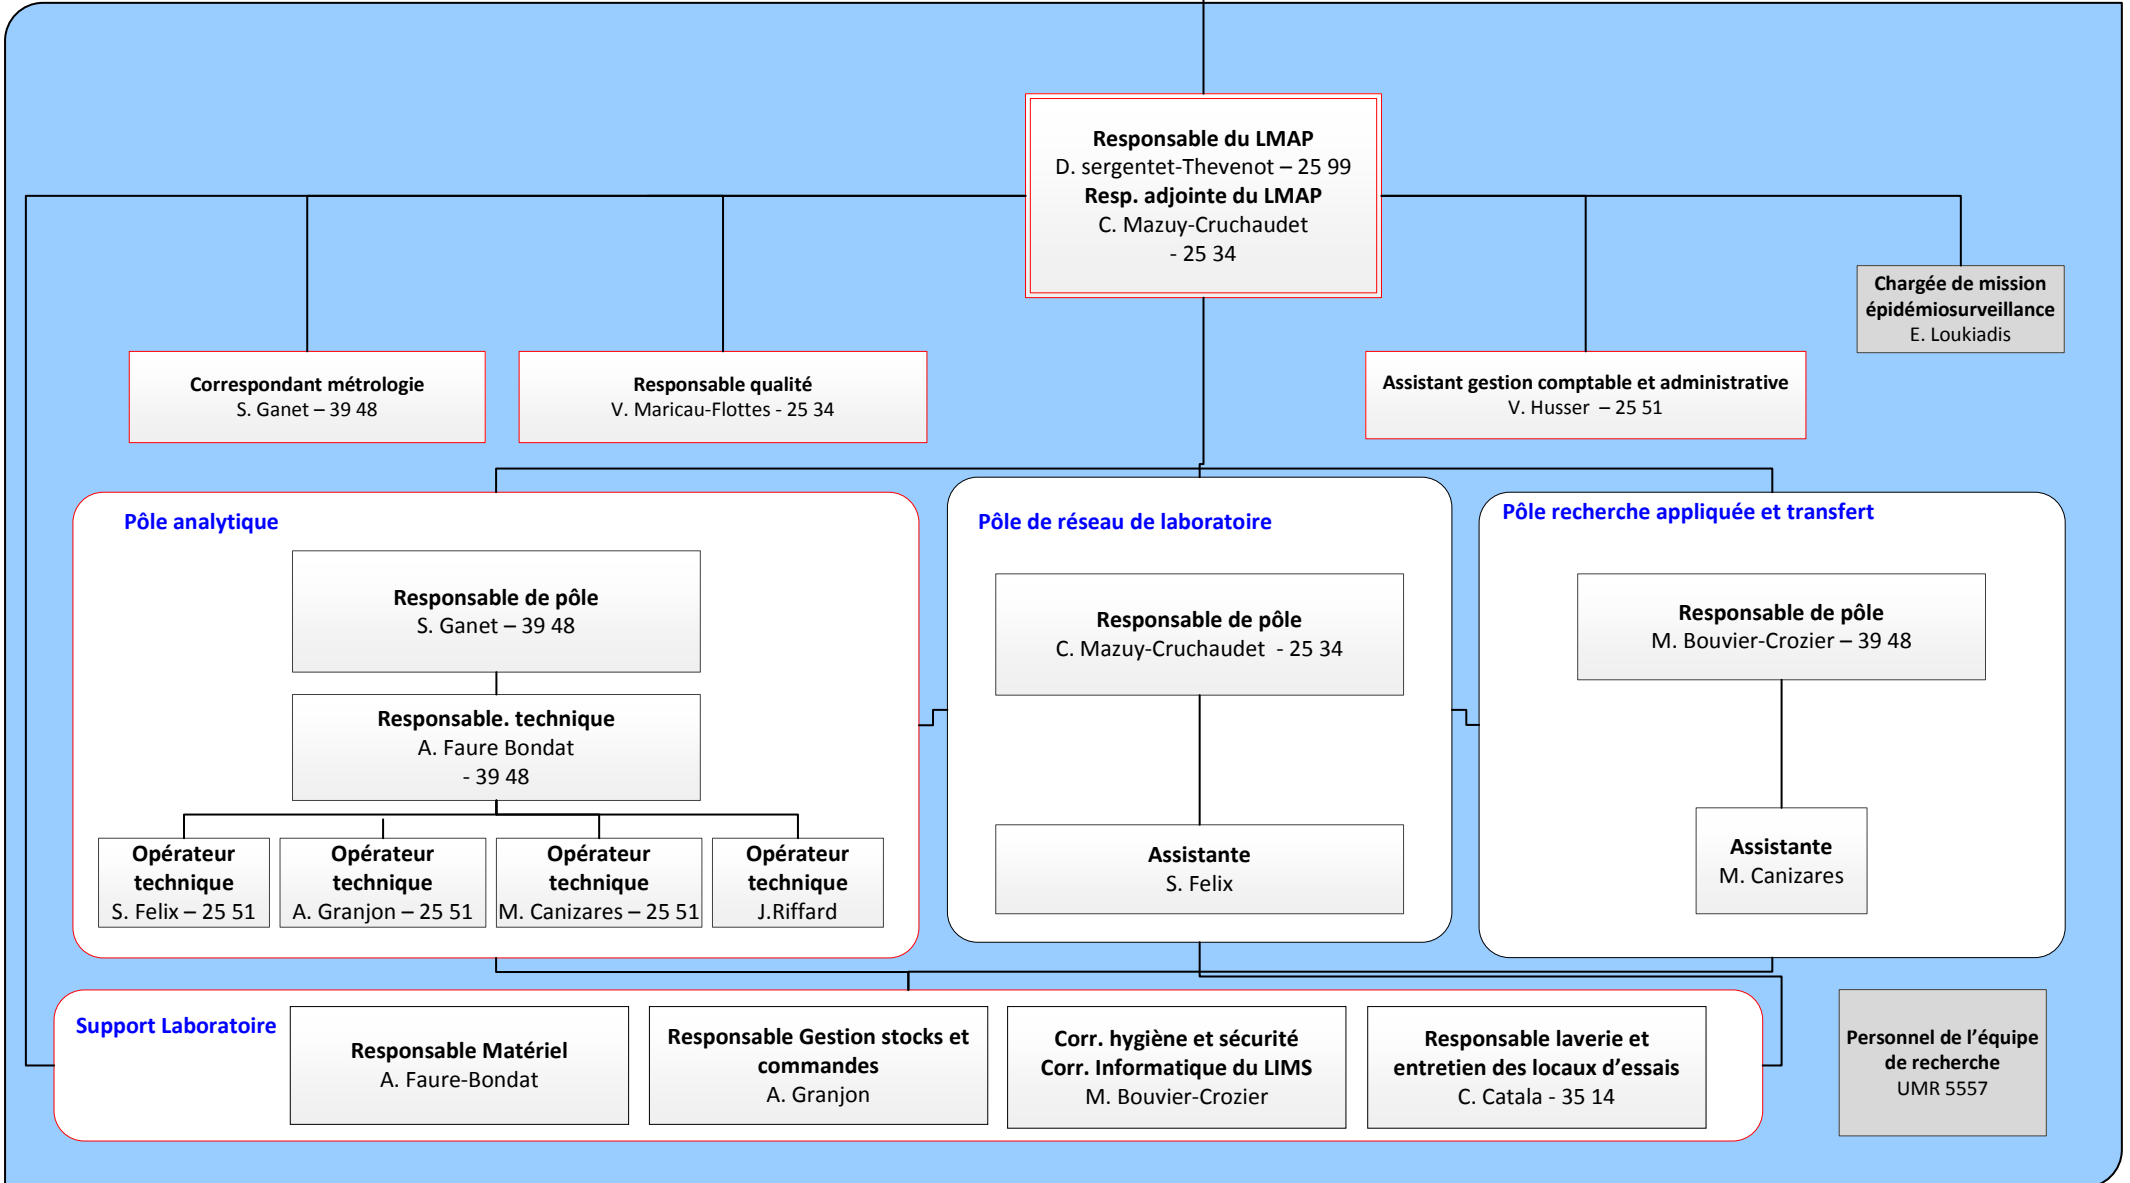 Responsable du LMAP
D. sergentet-Thevenot – 25 99
Resp. adjointe du LMAP
C. Mazuy-Cruchaudet
- 25 34
Chargée de mission
épidémiosurveillance
E. Loukiadis
Correspondant métrologie
S. Ganet – 39 48
Responsable qualité
V. Maricau-Flottes - 25 34
Assistant gestion comptable et administrative
V. Husser – 25 51
Pôle analytique
Responsable de pôle
S. Ganet – 39 48
Responsable. technique
A. Faure Bondat
- 39 48
Opérateur
technique
S. Felix – 25 51
Opérateur
technique
A. Granjon – 25 51
Opérateur
technique
M. Canizares – 25 51
Opérateur
technique
J.Riffard
Pôle de réseau de laboratoire
Responsable de pôle
C. Mazuy-Cruchaudet - 25 34
Assistante
S. Felix
Pôle recherche appliquée et transfert
Responsable de pôle
M. Bouvier-Crozier – 39 48
Assistante
M. Canizares
Support Laboratoire
Responsable Matériel
A. Faure-Bondat
Responsable Gestion stocks et
commandes
A. Granjon
Corr. hygiène et sécurité
Corr. Informatique du LIMS
M. Bouvier-Crozier
Responsable laverie et
entretien des locaux d'essais
C. Catala - 35 14
Personnel de l'équipe
de recherche
UMR 5557